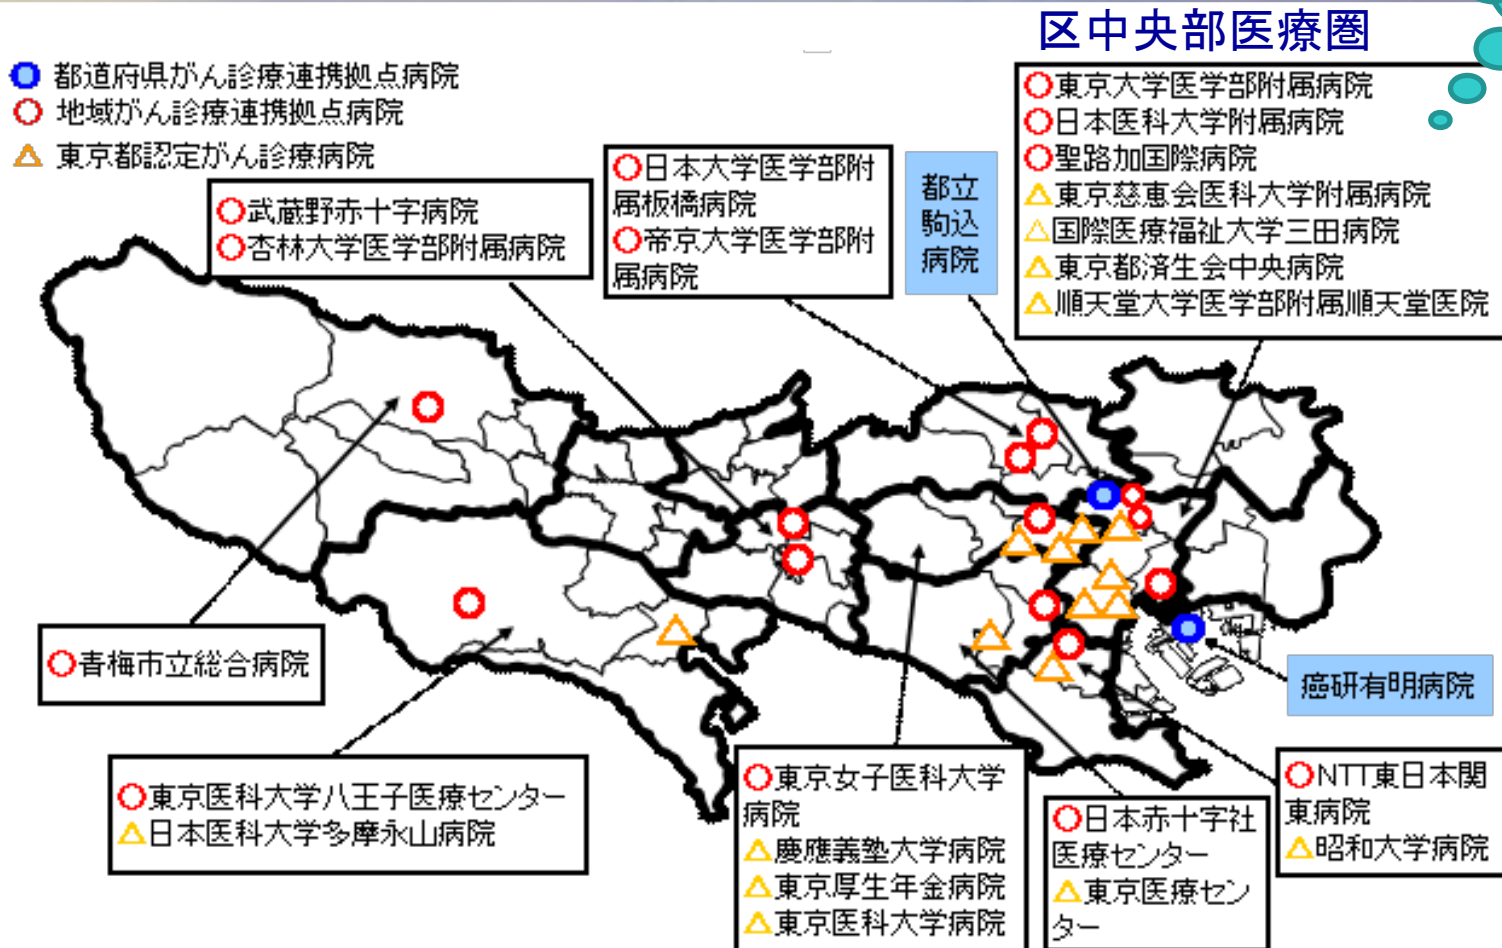 区中央部医療圏
都道府県がん診療連携拠点病院
地域がん診療連携拠点病院
東京都認定がん診療病院
武蔵野赤十字病院
杏林大学医学部附属病院
日本大学医学部附
属板橋病院
帝京大学医学部附
属病院
都立
駒込
病院
東京大学医学部附属病院
日本医科大学附属病院
聖路加国際病院
東京慈恵会医科大学附属病院
国際医療福祉大学三田病院
東京都済生会中央病院
順天堂大学医学部附属順天堂医院
青梅市立総合病院
癌研有明病院
東京医科大学八王子医療センター
日本医科大学多摩永山病院
東京女子医科大学
病院
慶應義塾大学病院
東京厚生年金病院
東京医科大学病院
日本赤十字社
医療センター
東京医療セン
ター
NTT東日本関
東病院
昭和大学病院